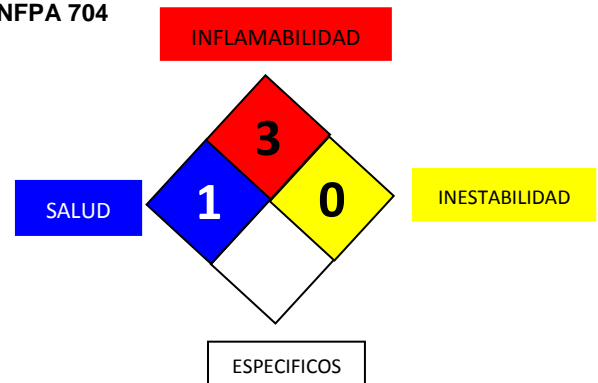 NFPA 704
INFLAMABILIDAD
3
SALUD
1
0
INESTABILIDAD
ESPECIFICOS